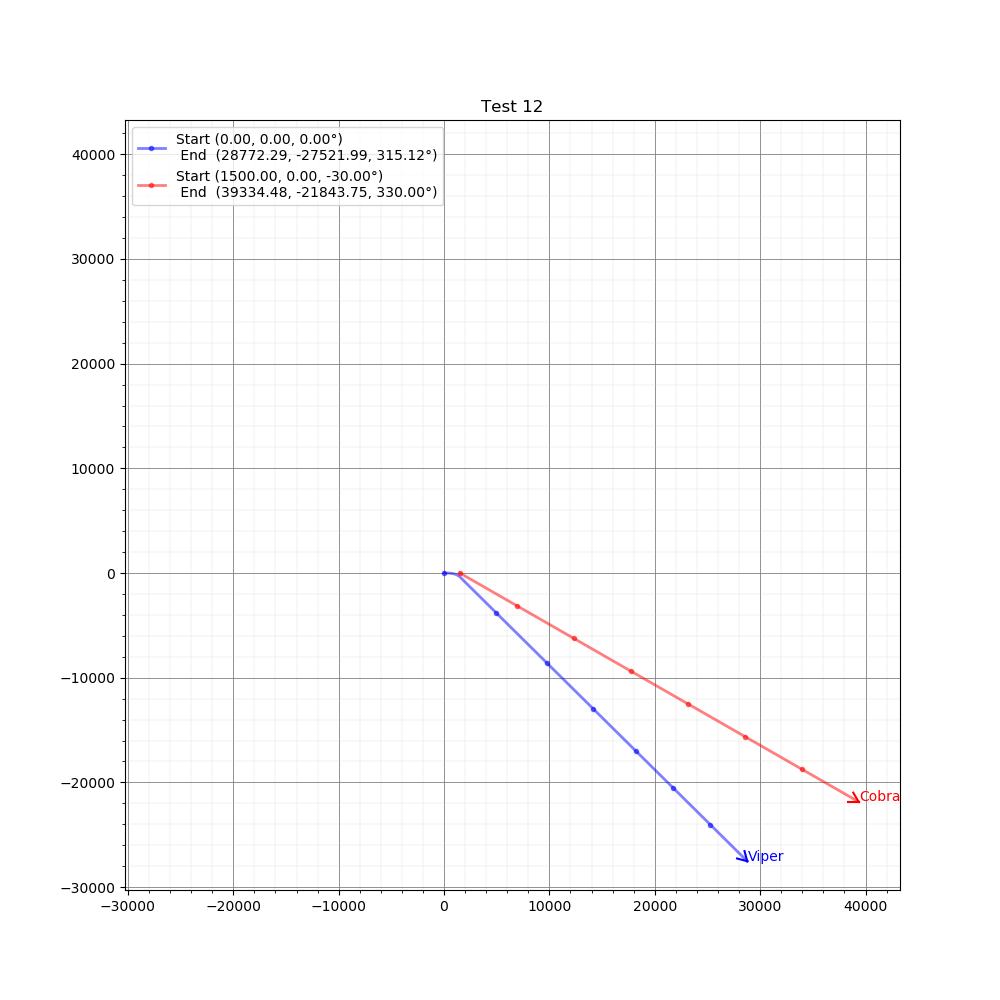 Test 12
Start (0.00, 0.00, 0.00°)
End (28772.29, -27521.99, 315.12°)
Start (1500.00, 0.00, -30.00°)
End (39334.48, -21843.75, 330.00°)
40000
30000
20000
10000
0
−10000
−20000
−30000
Cobra
Viper
−30000 −20000 −10000 0 10000 20000 30000 40000